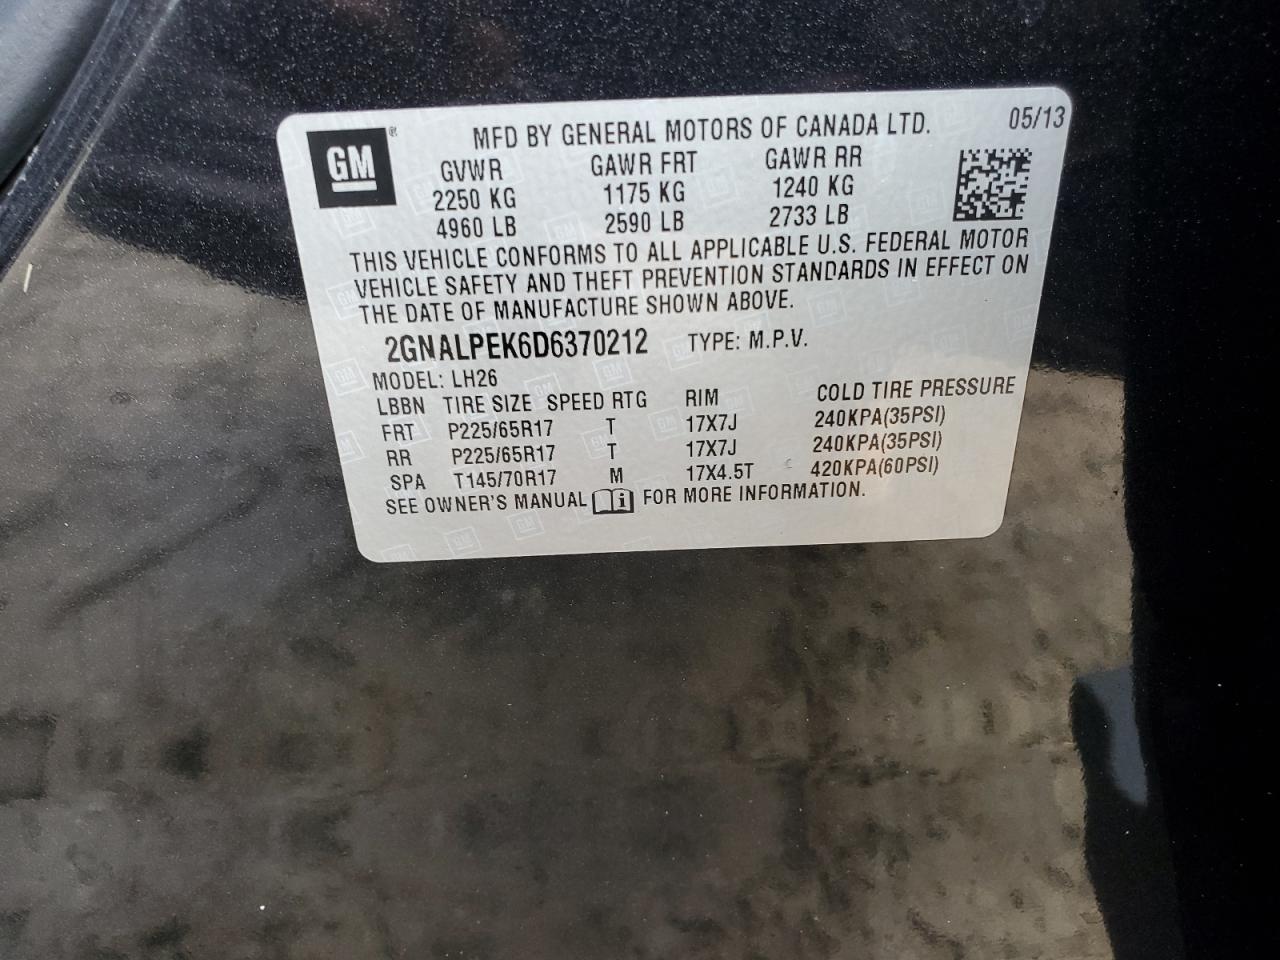 GM ®
MFD BY GENERAL MOTORS OF CANADA LTD. 05/13
GVWR GAWR FRT GAWR RR
2250 KG 1175 KG 1240 KG
4960 LB 2590 LB 2733 LB
THIS VEHICLE CONFORMS TO ALL APPLICABLE U.S. FEDERAL MOTOR
VEHICLE SAFETY AND THEFT PREVENTION STANDARDS IN EFFECT ON
THE DATE OF MANUFACTURE SHOWN ABOVE.
2GNALPEK6D6370212 TYPE: M.P.V.
MODEL: LH26
LBBN TIRE SIZE SPEED RTG RIM COLD TIRE PRESSURE
FRT P225/65R17 T 17X7J 240KPA(35PSI)
RR P225/65R17 T 17X7J 240KPA(35PSI)
SPA T145/70R17 M 17X4.5T 420KPA(60PSI)
SEE OWNER'S MANUAL i FOR MORE INFORMATION.